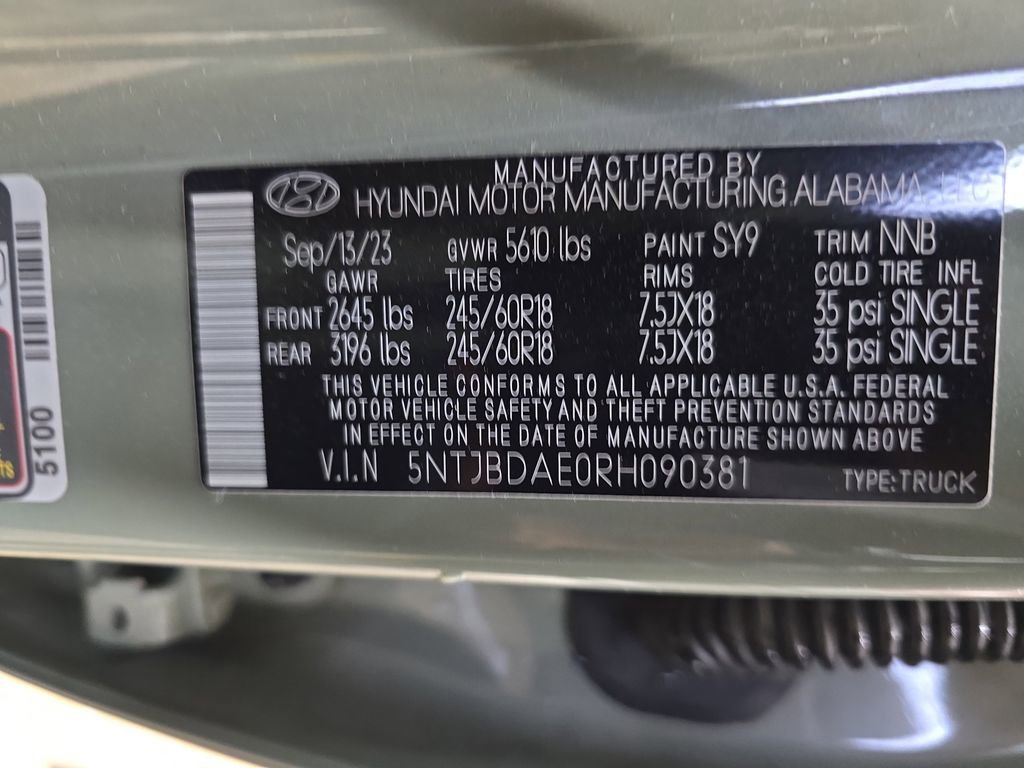 MANUFACTURED BY
HYUNDAI MOTOR MANUFACTURING ALABAMA, LLC
Sep/13/23 GVWR 5610 lbs PAINT SY9 TRIM NNB
GAWR TIRES RIMS COLD TIRE INFL
FRONT 2645 lbs 245/60R18 7.5JX18 35 psi SINGLE
REAR 3196 lbs 245/60R18 7.5JX18 35 psi SINGLE
THIS VEHICLE CONFORMS TO ALL APPLICABLE U.S.A. FEDERAL
MOTOR VEHICLE SAFETY AND THEFT PREVENTION STANDARDS
IN EFFECT ON THE DATE OF MANUFACTURE SHOWN ABOVE
V.I.N 5NTJBDAE0RH090381 TYPE:TRUCK
5100